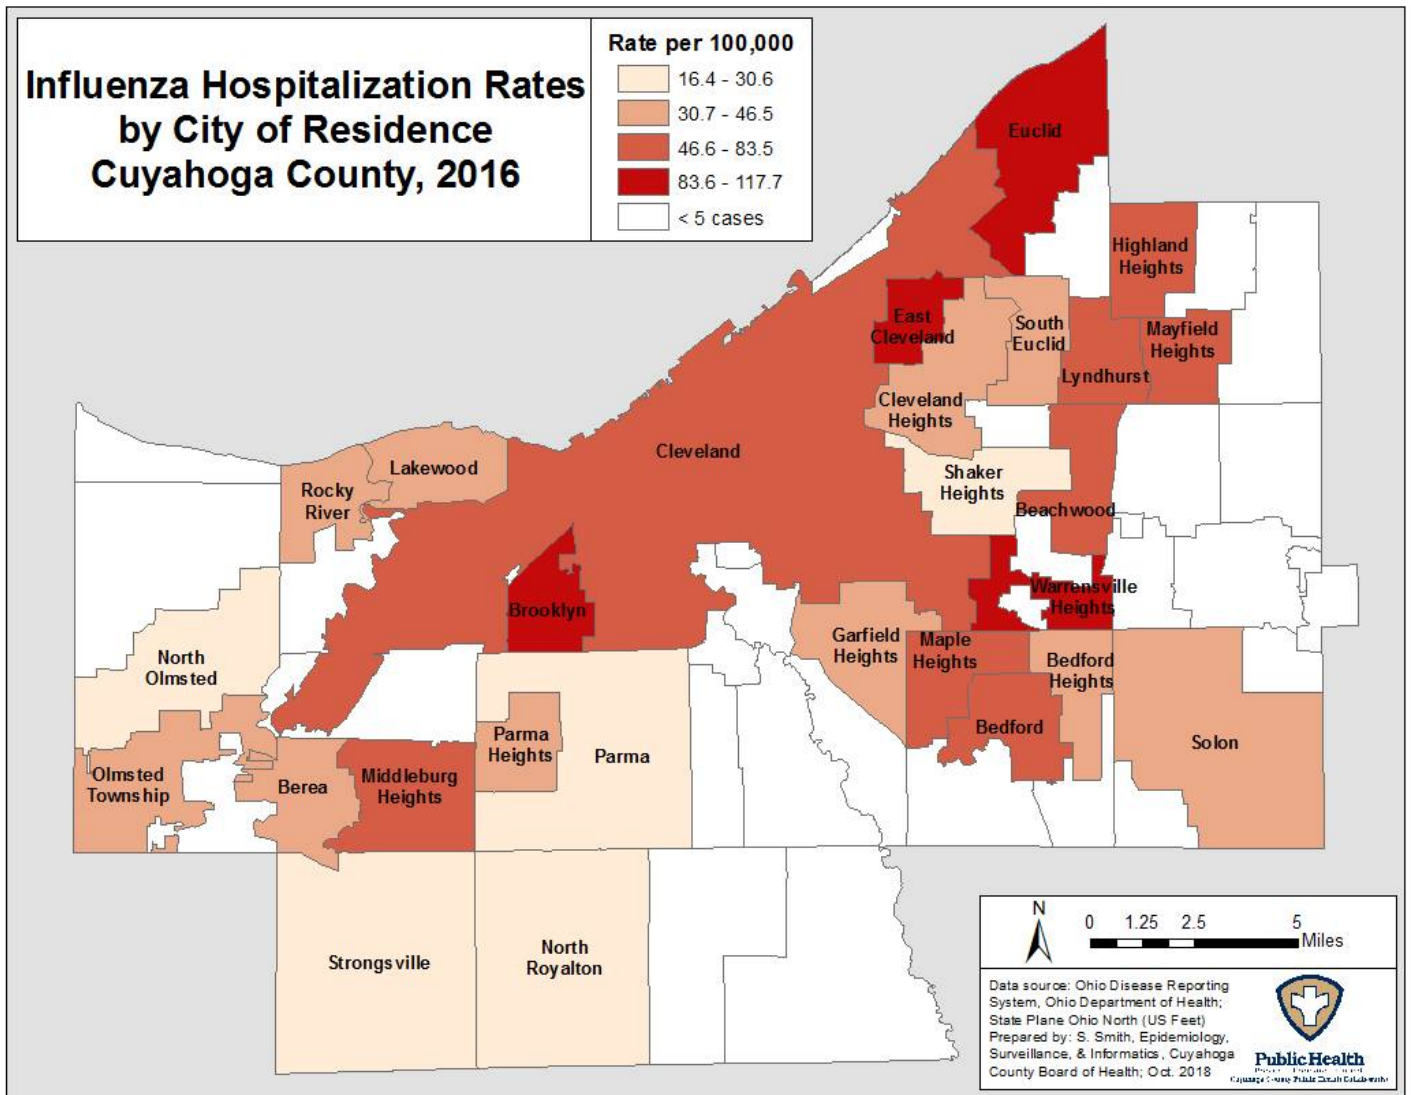 Influenza Hospitalization Rates
by City of Residence
Cuyahoga County, 2016
Rate per 100,000
16.4 - 30.6
30.7 - 46.5
46.6 - 83.5
83.6 - 117.7
< 5 cases
Euclid
Highland
Heights
East
Cleveland
South
Euclid
Mayfield
Heights
Lyndhurst
Cleveland
Heights
Cleveland
Lakewood
Rocky
River
Shaker
Heights
Beachwood
Brooklyn
Warrensville
Heights
Garfield
Heights
Maple
Heights
Bedford
Heights
North
Olmsted
Bedford
Solon
Parma
Heights
Parma
Olmsted
Township
Berea
Middleburg
Heights
Strongsville
North
Royalton
N
0 1.25 2.5 5
Miles
Data source: Ohio Disease Reporting
System, Ohio Department of Health;
State Plane Ohio North (US Feet)
Prepared by: S. Smith, Epidemiology,
Surveillance, & Informatics, Cuyahoga
County Board of Health; Oct. 2018
Public Health
Cuyahoga County Public Health Collaborative